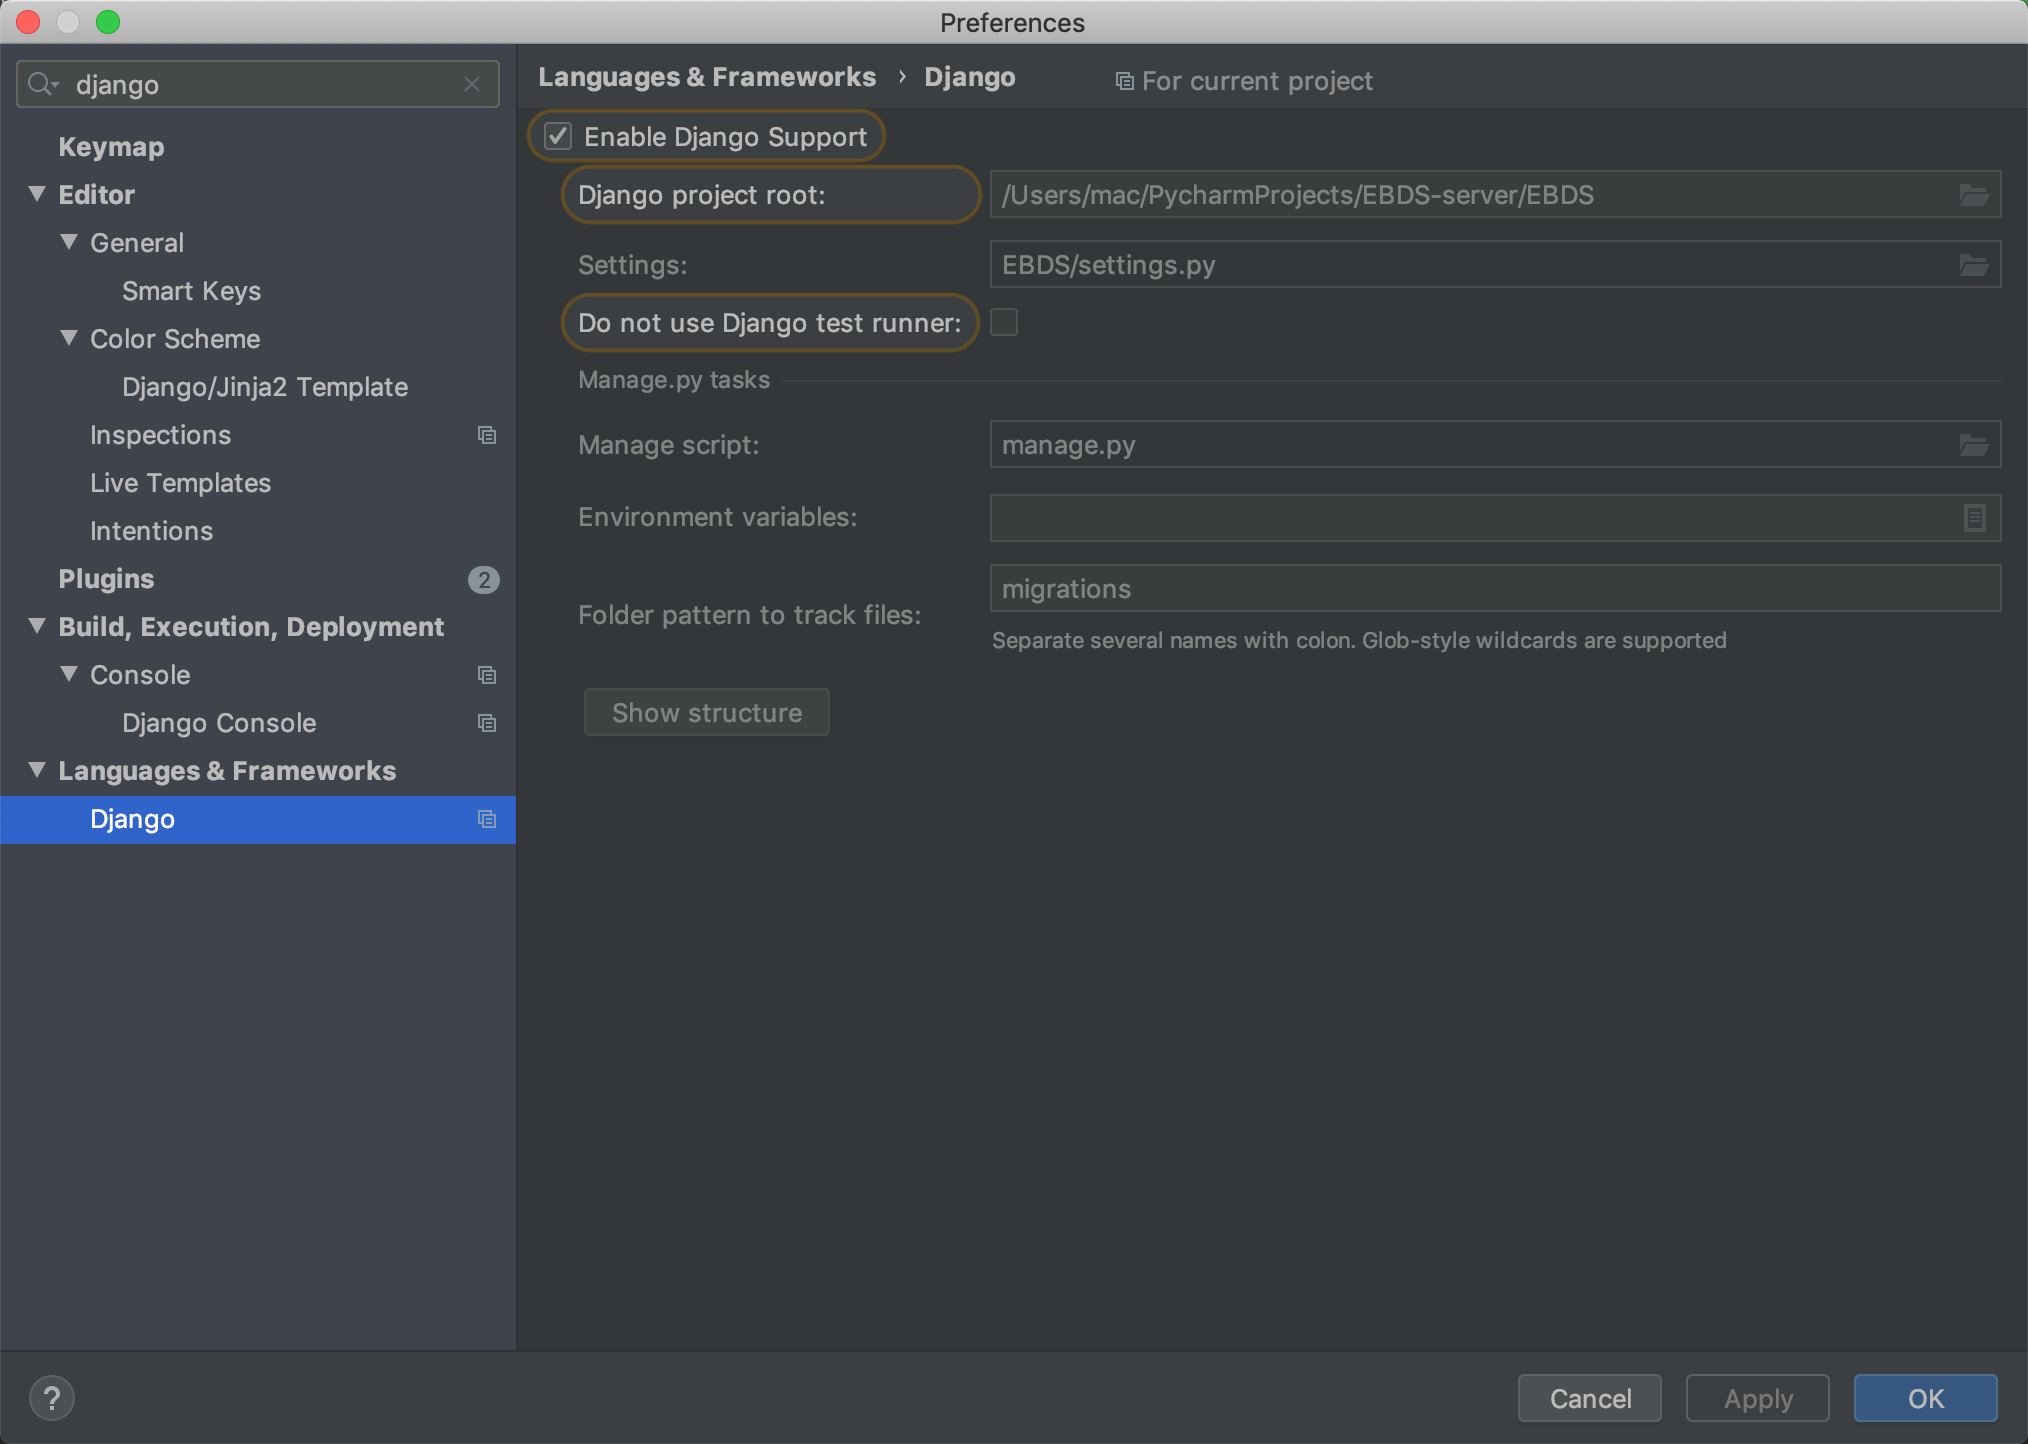 Preferences
django
Keymap
Editor
General
Smart Keys
Color Scheme
Django/Jinja2 Template
Inspections
Live Templates
Intentions
Plugins
2
Build, Execution, Deployment
Console
Django Console
Languages & Frameworks
Django
Languages & Frameworks › Django
For current project
Enable Django Support
Django project root: /Users/mac/PycharmProjects/EBDS-server/EBDS
Settings: EBDS/settings.py
Do not use Django test runner:
Manage.py tasks
Manage script: manage.py
Environment variables:
Folder pattern to track files: migrations
Separate several names with colon. Glob-style wildcards are supported
Show structure
?
Cancel
Apply
OK